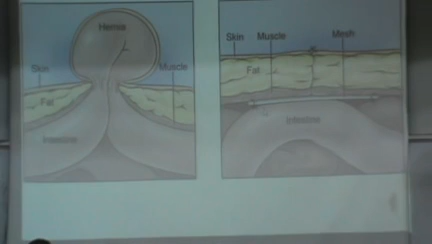 Hernia
Skin
Muscle
Fat
Intestine
Skin
Muscle
Mesh
Fat
Intestine